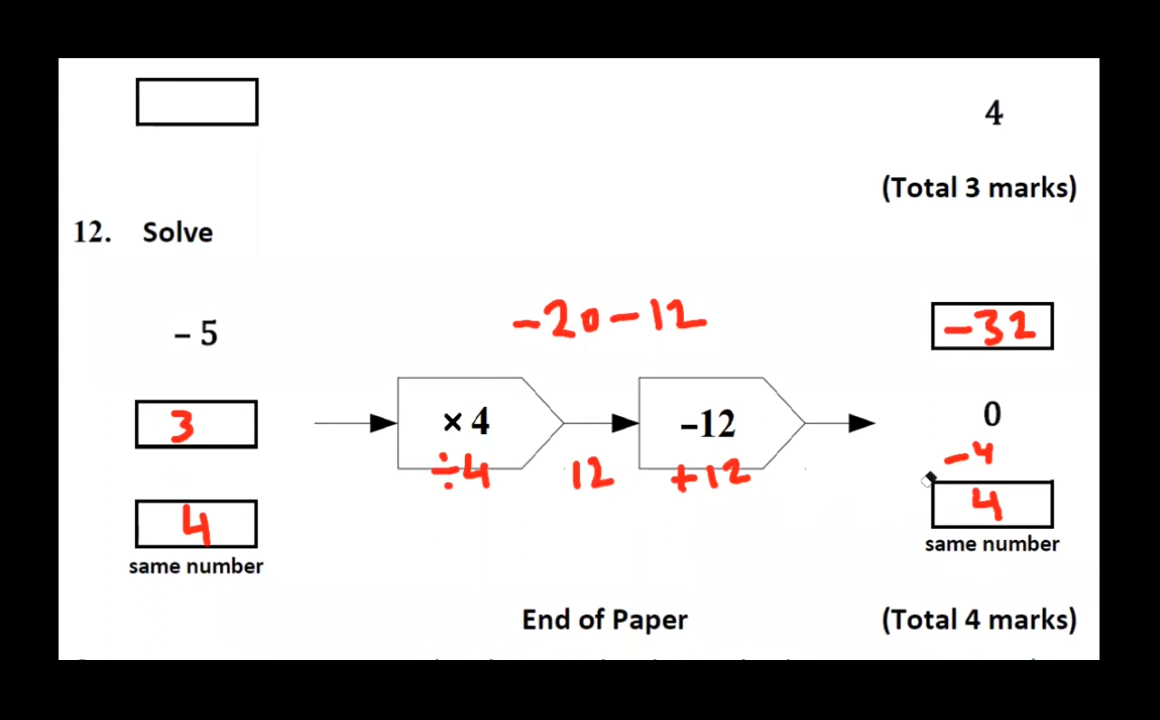 4
(Total 3 marks)
12. Solve
-20-12
– 5
-32
3
× 4
–12
0
÷4
12
+12
-4
4
4
same number
same number
End of Paper
(Total 4 marks)